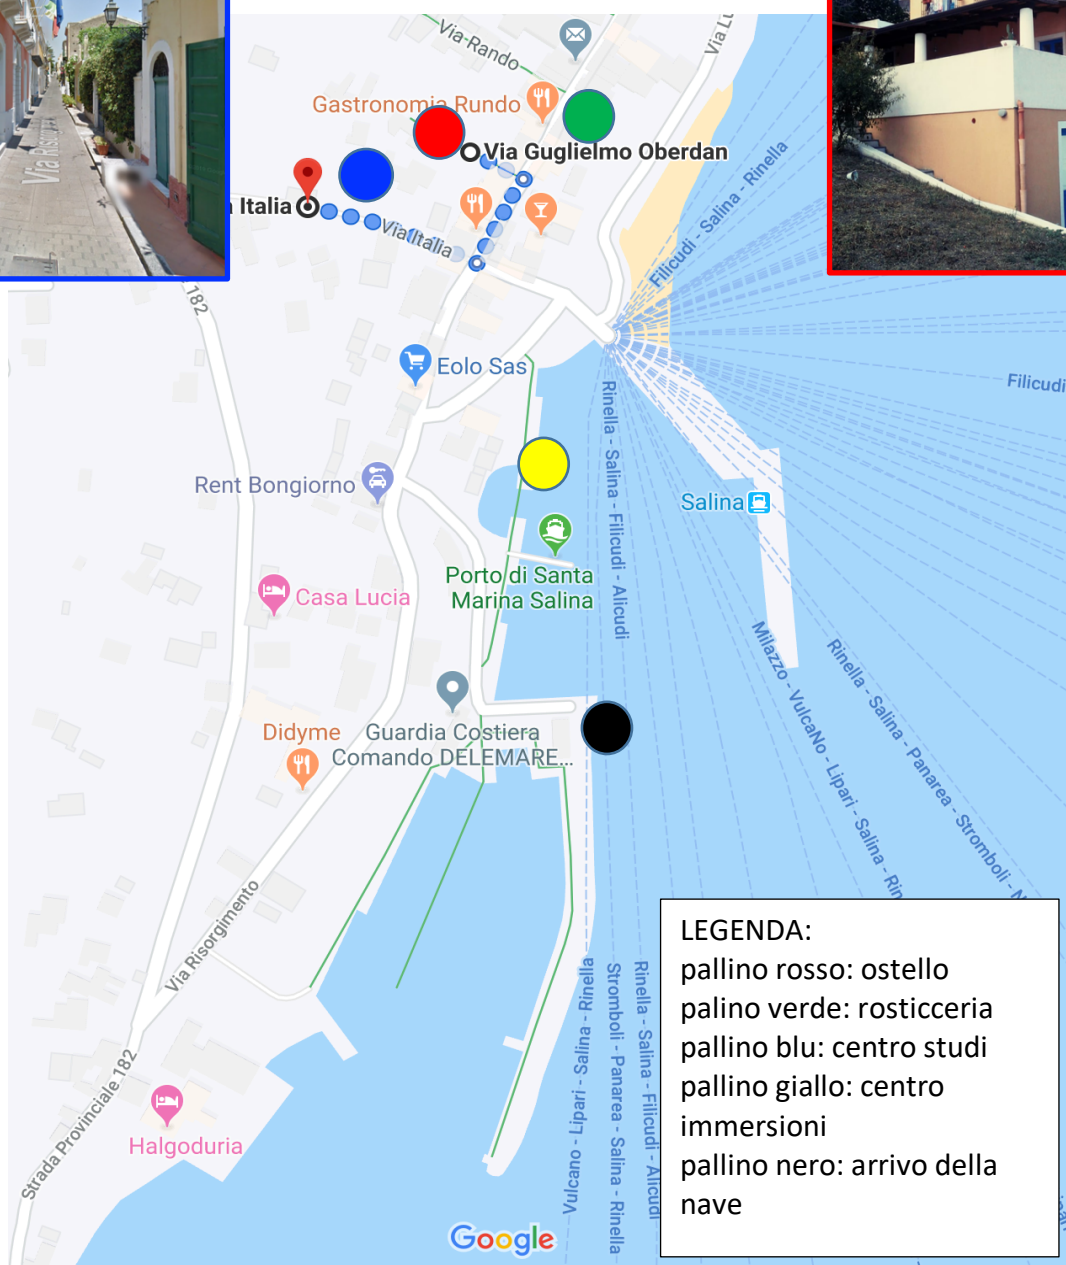 Via Rando
Via Lu
Gastronomia Rundo
Via Guglielmo Oberdan
Via Risorg
Italia
Via Italia
Filicudi - Salina - Rinella
182
Eolo Sas
Filicudi
Rinella - Salina - Filicudi - Alicudi
Rent Bongiorno
Salina
Porto di Santa
Marina Salina
Casa Lucia
Milazzo - VulcaNo - Lipari - Salina - Rin
Rinella - Salina - Panarea - Stromboli - N
Didyme
Guardia Costiera
Comando DELEMARE...
Via Risorgimento
LEGENDA:
pallino rosso: ostello
palino verde: rosticceria
pallino blu: centro studi
pallino giallo: centro
immersioni
pallino nero: arrivo della
nave
Vulcano - Lipari - Salina - Rinella
Stromboli - Panarea - Salina - Rinella
Rinella - Salina - Filicudi - Alicudi
Strada Provinciale 182
Halgoduria
Google